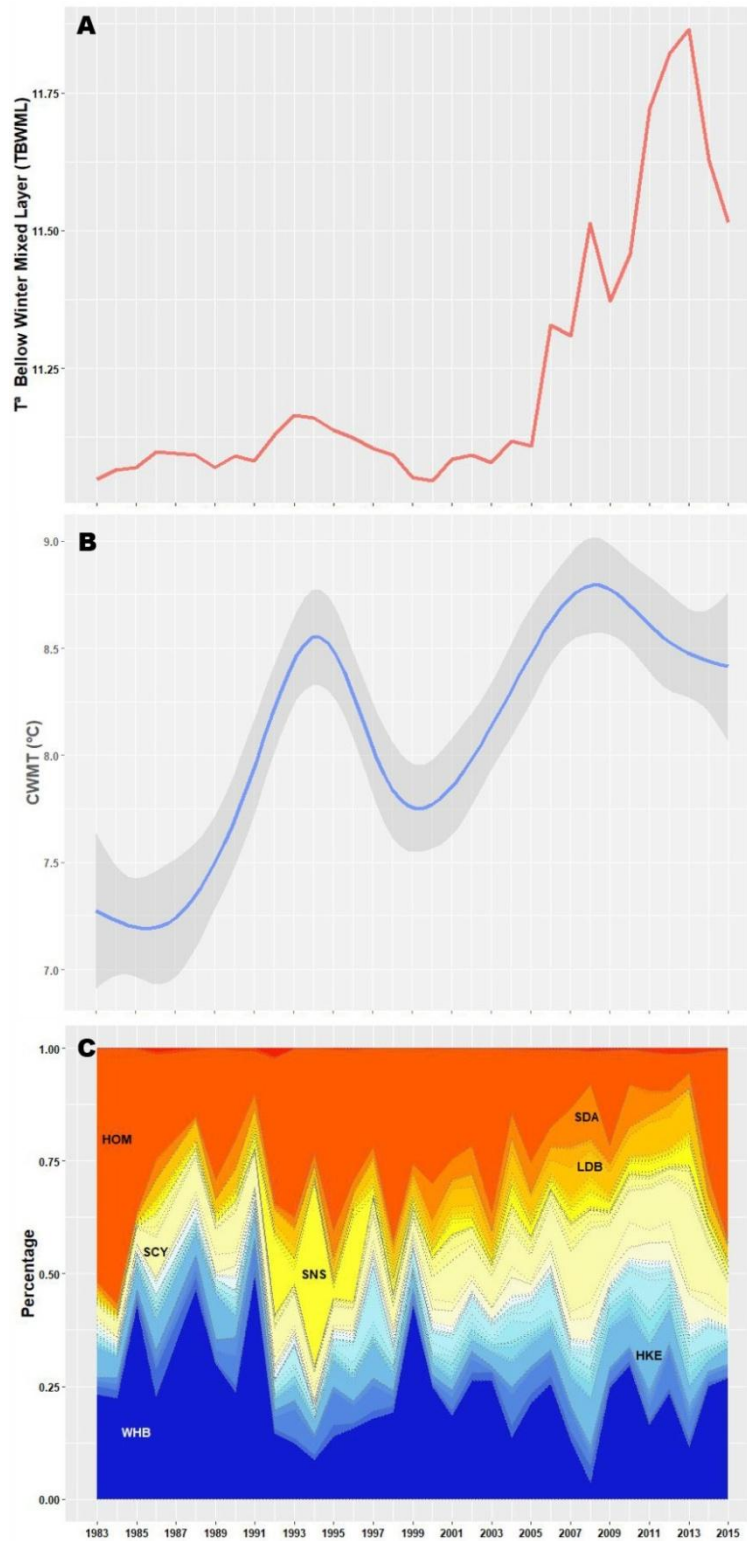 A
Tª Bellow Winter Mixed Layer (TBWML)
11.75
11.50
11.25
B
CWMT (ºC)
9.0
8.5
8.0
7.5
7.0
C
Percentage
1.00
0.75
0.50
0.25
0.00
HOM
SDA
LDB
SCY
SNS
HKE
WHB
1983 1985 1987 1989 1991 1993 1995 1997 1999 2001 2003 2005 2007 2009 2011 2013 2015